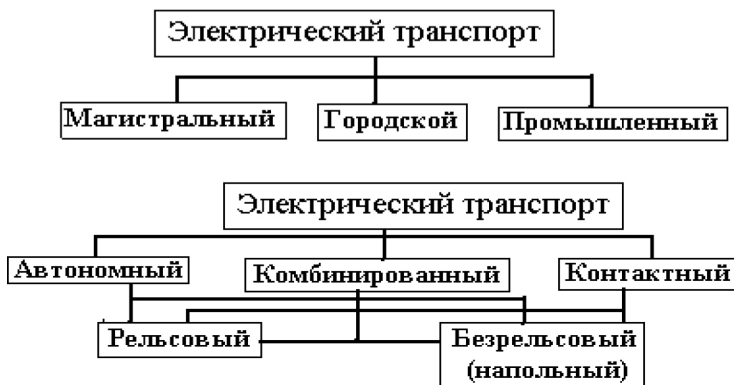 Электрический транспорт
Магистральный Городской Промышленный
Электрический транспорт
Автономный Комбинированный Контактный
Рельсовый Безрельсовый
(напольный)